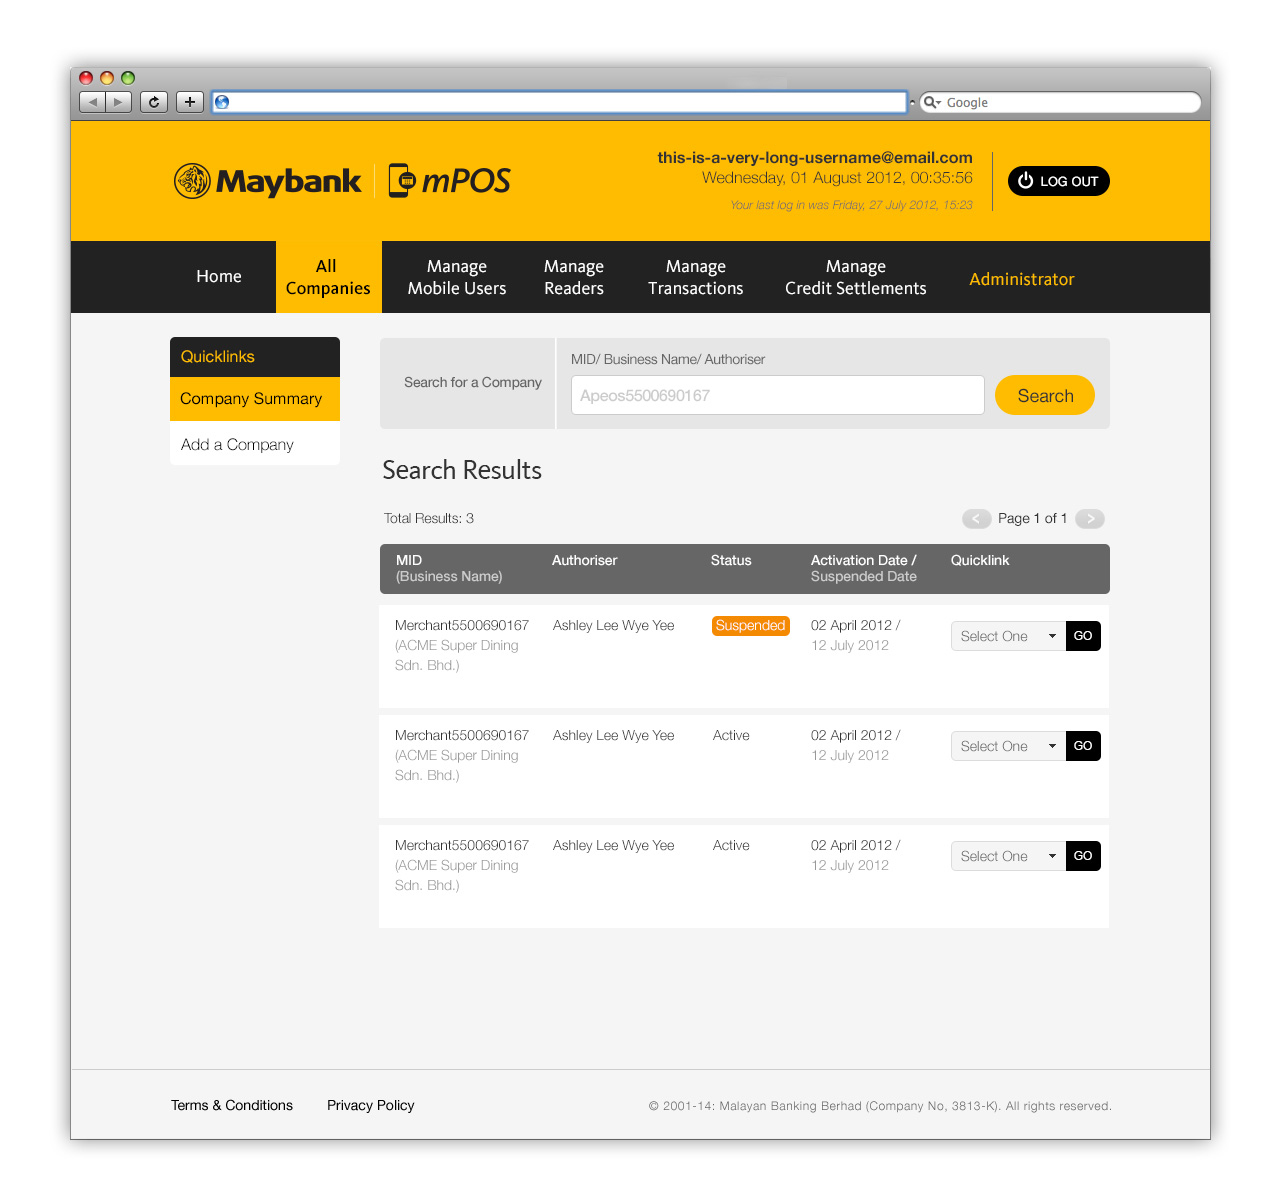 Google
Maybank
mPOS
this-is-a-very-long-username@email.com
Wednesday, 01 August 2012, 00:35:56
Your last log in was Friday, 27 July 2012, 15:23
LOG OUT
Home
All
Companies
Manage
Mobile Users
Manage
Readers
Manage
Transactions
Manage
Credit Settlements
Administrator
Quicklinks
Company Summary
Add a Company
Search for a Company
MID/ Business Name/ Authoriser
Apeos5500690167
Search
Search Results
Total Results: 3
< Page 1 of 1 >
MID
(Business Name)
Authoriser
Status
Activation Date /
Suspended Date
Quicklink
Merchant5500690167
(ACME Super Dining
Sdn. Bhd.)
Ashley Lee Wye Yee
Suspended
02 April 2012 /
12 July 2012
Select One
GO
Merchant5500690167
(ACME Super Dining
Sdn. Bhd.)
Ashley Lee Wye Yee
Active
02 April 2012 /
12 July 2012
Select One
GO
Merchant5500690167
(ACME Super Dining
Sdn. Bhd.)
Ashley Lee Wye Yee
Active
02 April 2012 /
12 July 2012
Select One
GO
Terms & Conditions
Privacy Policy
© 2001-14: Malayan Banking Berhad (Company No, 3813-K). All rights reserved.